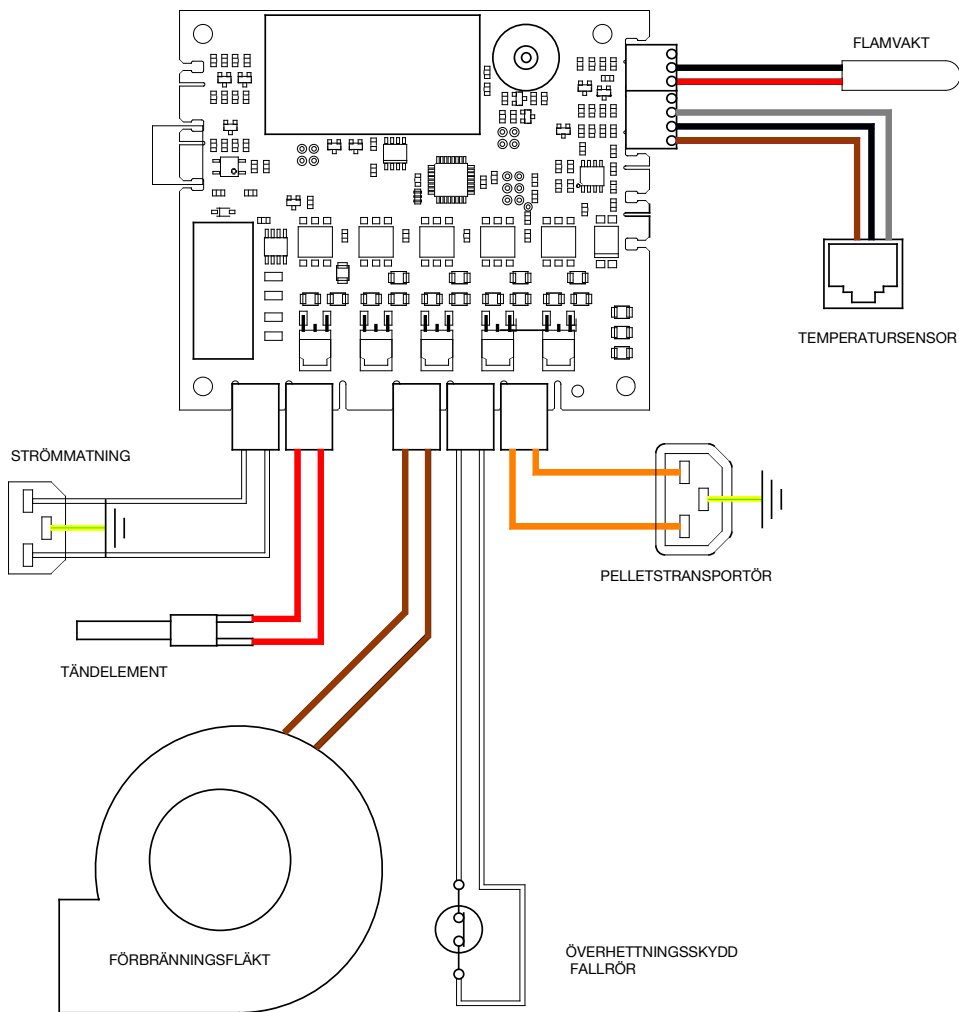 FLAMVAKT
TEMPERATURSENSOR
STRÖMMATNING
PELLETSTRANSPORTÖR
TÄNDELEMENT
FÖRBRÄNNINGSFLÄKT
ÖVERHETTNINGSSKYDD
FALLRÖR